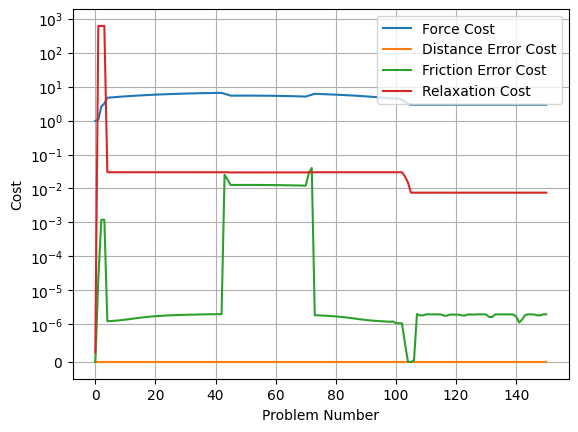 10³
10²
10¹
10⁰
10⁻¹
10⁻²
10⁻³
10⁻⁴
10⁻⁵
10⁻⁶
0
Cost
Force Cost
Distance Error Cost
Friction Error Cost
Relaxation Cost
0 20 40 60 80 100 120 140
Problem Number